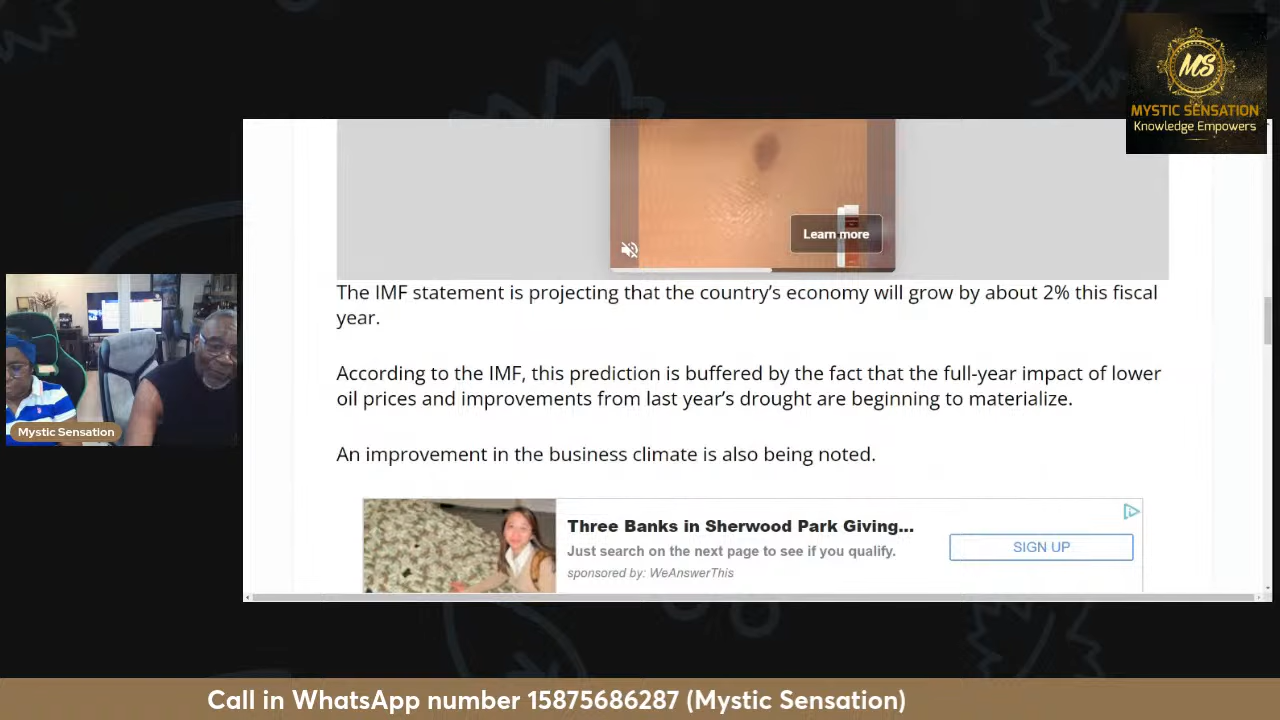 MS
MYSTIC SENSATION
Knowledge Empowers
Learn more
The IMF statement is projecting that the country's economy will grow by about 2% this fiscal
year.
According to the IMF, this prediction is buffered by the fact that the full-year impact of lower
oil prices and improvements from last year's drought are beginning to materialize.
An improvement in the business climate is also being noted.
Three Banks in Sherwood Park Giving...
Just search on the next page to see if you qualify.
sponsored by: WeAnswerThis
SIGN UP
Mystic Sensation
Call in WhatsApp number 15875686287 (Mystic Sensation)